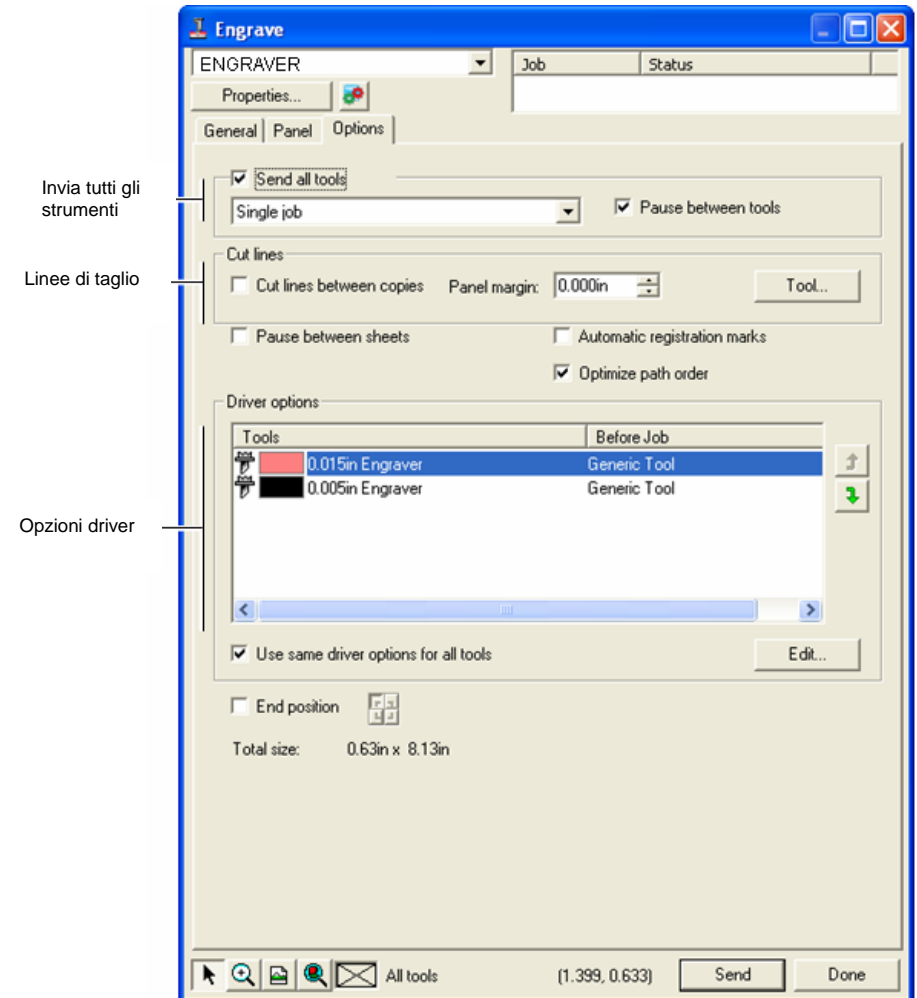 Engrave
ENGRAVER
Job Status
Properties...
General Panel Options
Invia tutti gli
strumenti
Send all tools
Single job
Pause between tools
Linee di taglio
Cut lines
Cut lines between copies Panel margin: 0.000in Tool...
Pause between sheets Automatic registration marks
Optimize path order
Opzioni driver
Driver options
Tools Before Job
0.015in Engraver Generic Tool
0.005in Engraver Generic Tool
Use same driver options for all tools Edit...
End position
Total size: 0.63in x 8.13in
All tools (1.399, 0.633) Send Done